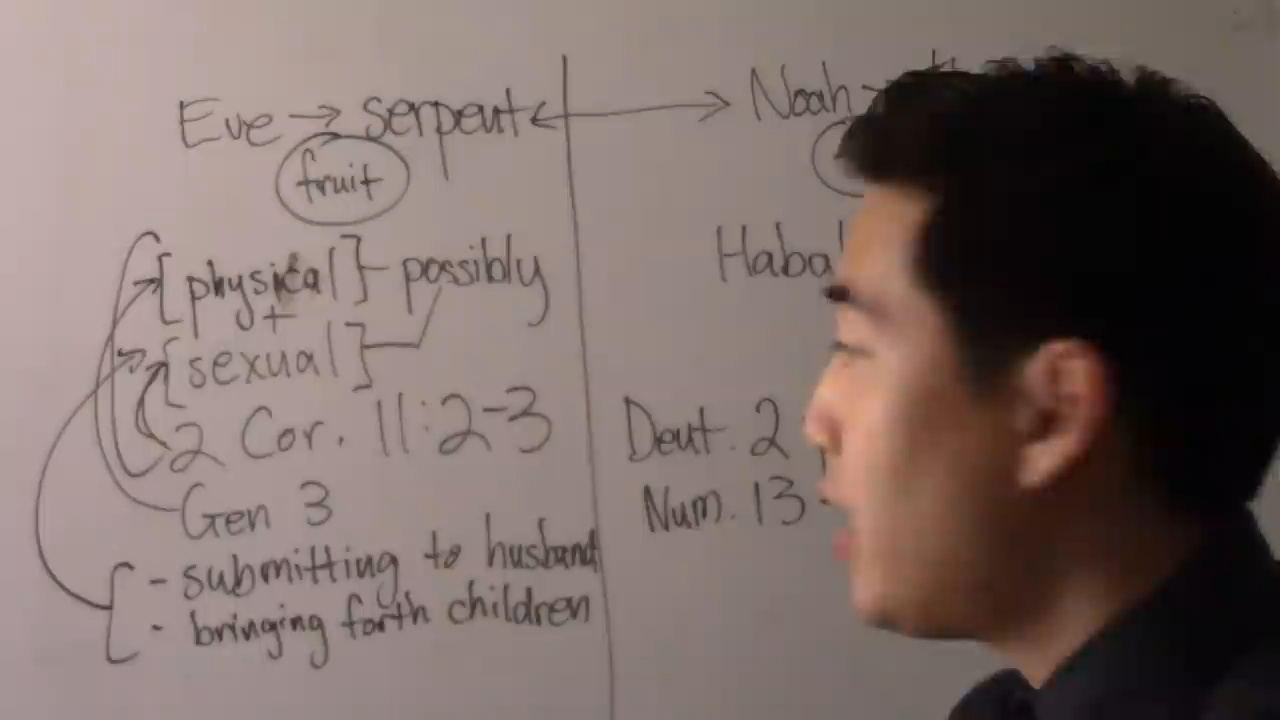 Eve → serpent ↔ Noah
fruit
[physical] - possibly
+
[sexual]
2 Cor. 11:2-3
Gen 3
- submitting to husband
- bringing forth children
Deut. 2
Num. 13